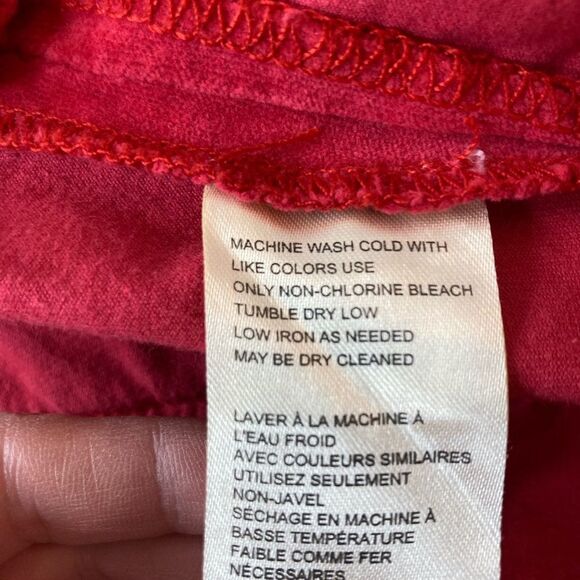 MACHINE WASH COLD WITH
LIKE COLORS USE
ONLY NON-CHLORINE BLEACH
TUMBLE DRY LOW
LOW IRON AS NEEDED
MAY BE DRY CLEANED
LAVER À LA MACHINE À
L'EAU FROID
AVEC COULEURS SIMILAIRES
UTILISEZ SEULEMENT
NON-JAVEL
SÉCHAGE EN MACHINE À
BASSE TEMPÉRATURE
FAIBLE COMME FER
NÉCESSAIRES